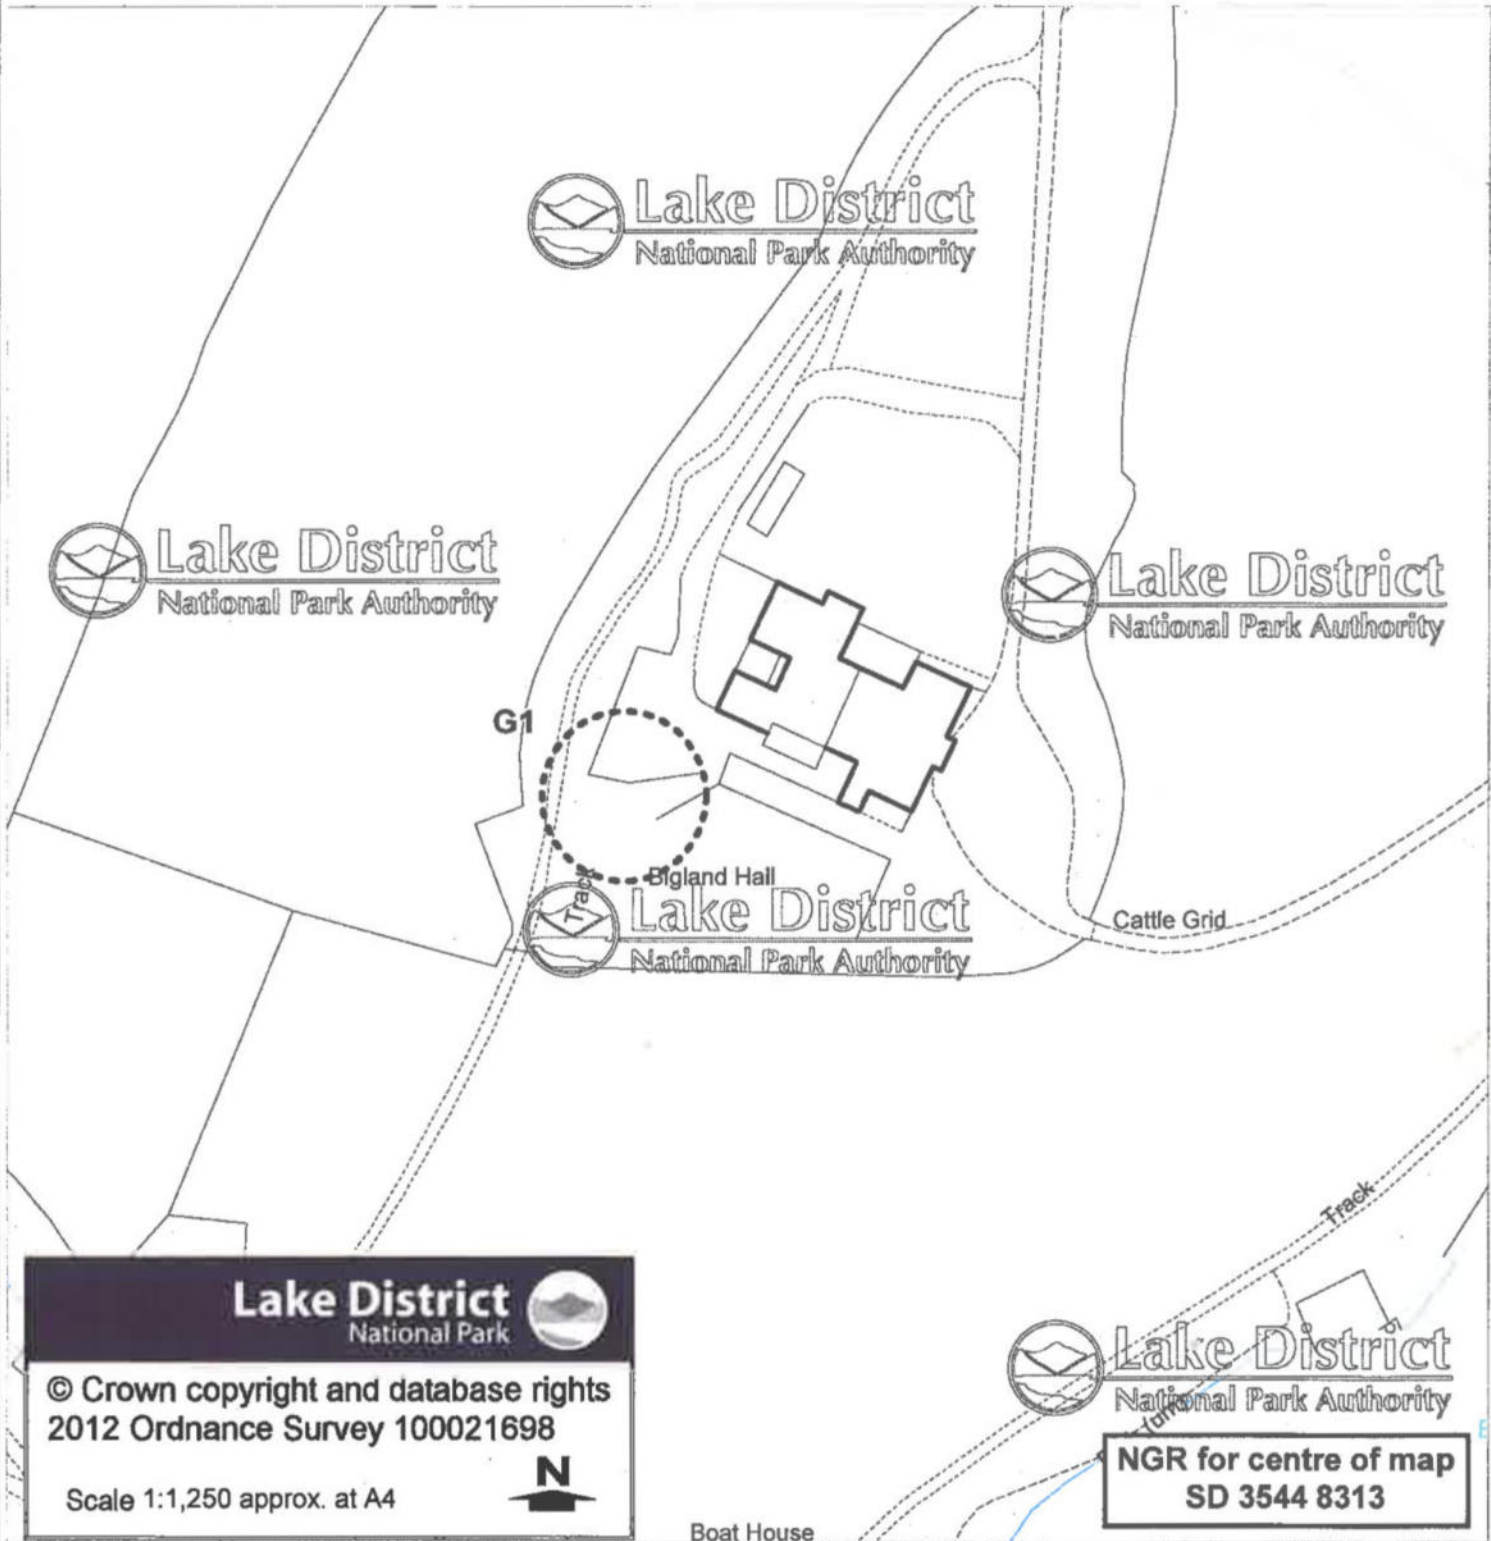 Lake District
National Park Authority
Lake District
National Park Authority
Lake District
National Park Authority
G1
Track
Bigland Hall
Lake District
National Park Authority
Cattle Grid
Track
Lake District
National Park
© Crown copyright and database rights
2012 Ordnance Survey 100021698
Scale 1:1,250 approx. at A4
N
Lake District
National Park Authority
NGR for centre of map
SD 3544 8313
Boat House